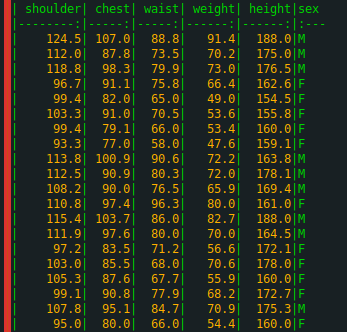 | shoulder| chest| waist| weight| height|sex
|--------:|-----:|-----:|------:|------:|:---
| 124.5| 107.0| 88.8| 91.4| 188.0|M
| 112.0| 87.8| 73.5| 70.2| 175.0|M
| 118.8| 98.3| 79.9| 73.0| 176.5|M
| 96.7| 91.1| 75.8| 66.4| 162.6|F
| 99.4| 82.0| 65.0| 49.0| 154.5|F
| 103.3| 91.0| 70.5| 53.6| 155.8|F
| 99.4| 79.1| 66.0| 53.4| 160.0|F
| 93.3| 77.0| 58.0| 47.6| 159.1|F
| 113.8| 100.9| 90.6| 72.2| 163.8|M
| 112.5| 90.9| 80.3| 72.0| 178.1|M
| 108.2| 90.0| 76.5| 65.9| 169.4|M
| 110.8| 97.4| 96.3| 80.0| 161.0|F
| 115.4| 103.7| 86.0| 82.7| 188.0|M
| 111.9| 97.6| 80.0| 70.0| 164.5|M
| 97.2| 83.5| 71.2| 56.6| 172.1|F
| 103.0| 85.5| 68.0| 70.6| 178.0|F
| 105.3| 87.6| 67.7| 55.9| 160.0|F
| 99.1| 90.8| 77.9| 68.2| 172.7|F
| 107.8| 95.1| 84.7| 70.9| 175.3|M
| 95.0| 80.0| 66.0| 54.4| 160.0|F